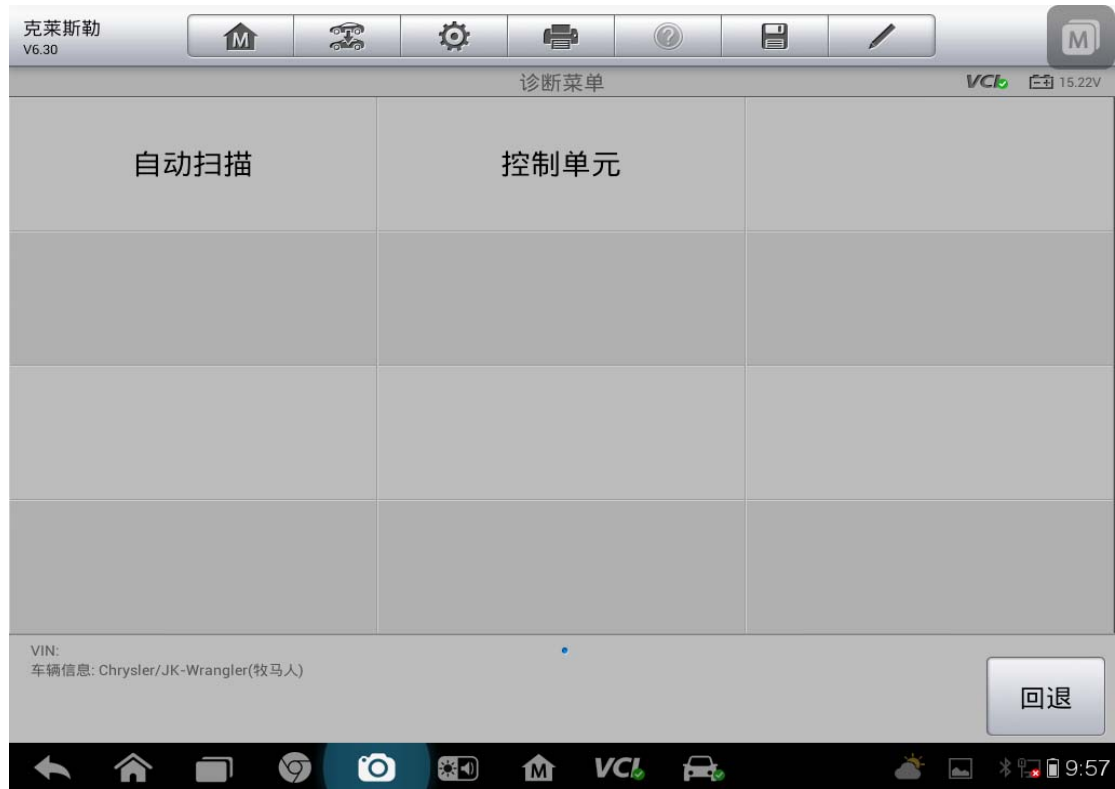 克莱斯勒
V6.30
M
M
诊断菜单
VCI
15.22V
自动扫描
控制单元
VIN:
车辆信息: Chrysler/JK-Wrangler(牧马人)
回退
M
VCI
9:57